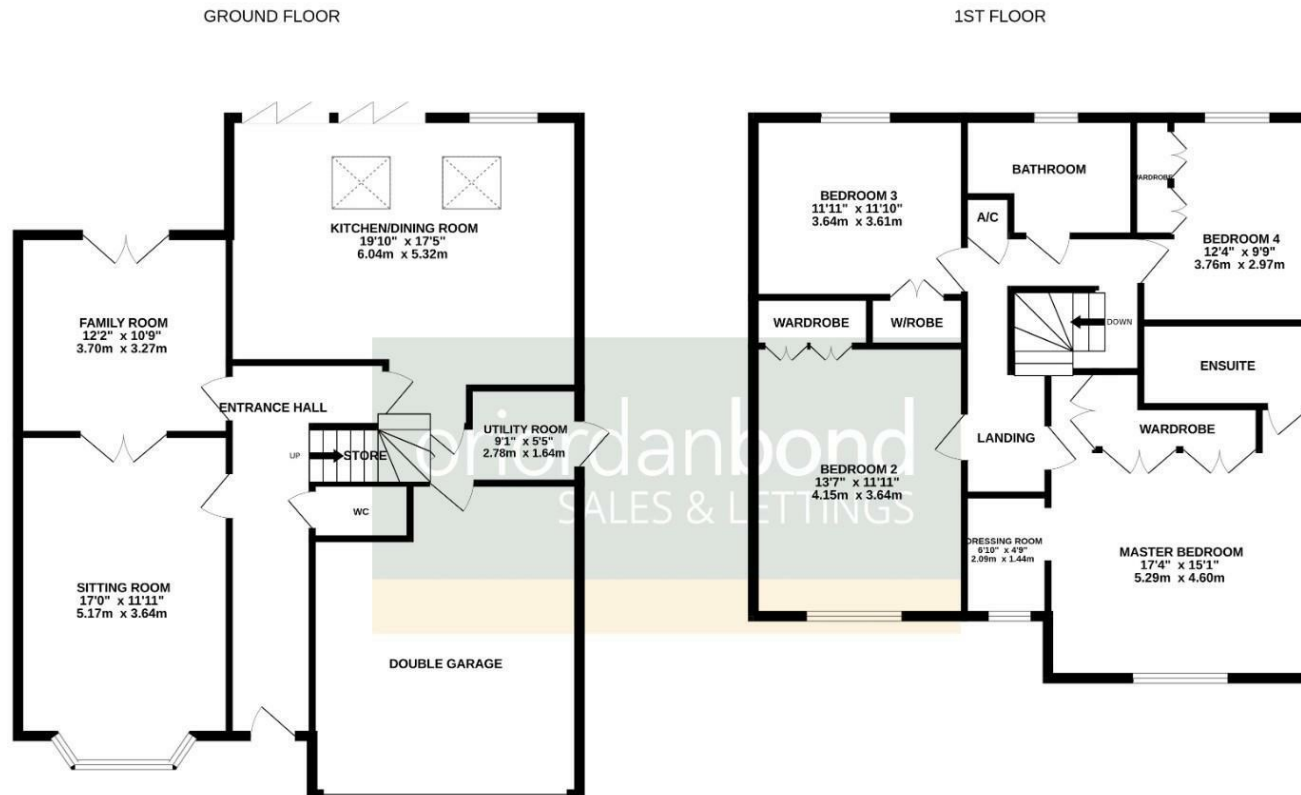 GROUND FLOOR
1ST FLOOR
KITCHEN/DINING ROOM
19'10" x 17'5"
6.04m x 5.32m
FAMILY ROOM
12'2" x 10'9"
3.70m x 3.27m
ENTRANCE HALL
UP
STORE
UTILITY ROOM
9'1" x 5'5"
2.78m x 1.64m
WC
SITTING ROOM
17'0" x 11'11"
5.17m x 3.64m
DOUBLE GARAGE
oriordanbond
SALES & LETTINGS
BEDROOM 3
11'11" x 11'10"
3.64m x 3.61m
BATHROOM
A/C
WARDROBE
BEDROOM 4
12'4" x 9'9"
3.76m x 2.97m
WARDROBE
W/ROBE
DOWN
ENSUITE
WARDROBE
LANDING
BEDROOM 2
13'7" x 11'11"
4.15m x 3.64m
DRESSING ROOM
6'10" x 4'9"
2.09m x 1.44m
MASTER BEDROOM
17'4" x 15'1"
5.29m x 4.60m